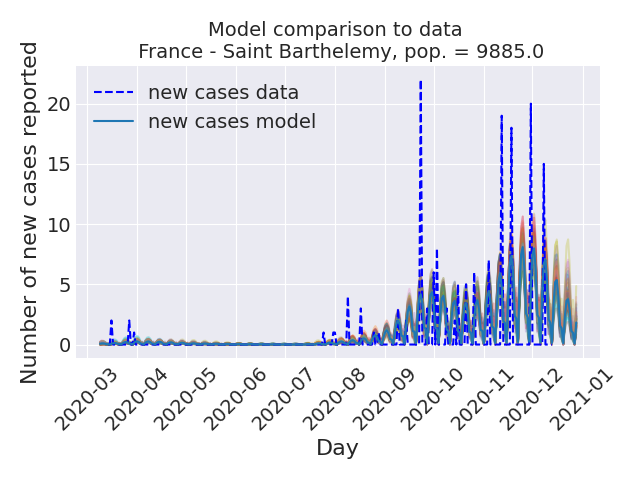 Model comparison to data
France - Saint Barthelemy, pop. = 9885.0
Number of new cases reported
20
15
10
5
0
new cases data
new cases model
2020-03
2020-04
2020-05
2020-06
2020-07
2020-08
2020-09
2020-10
2020-11
2020-12
2021-01
Day